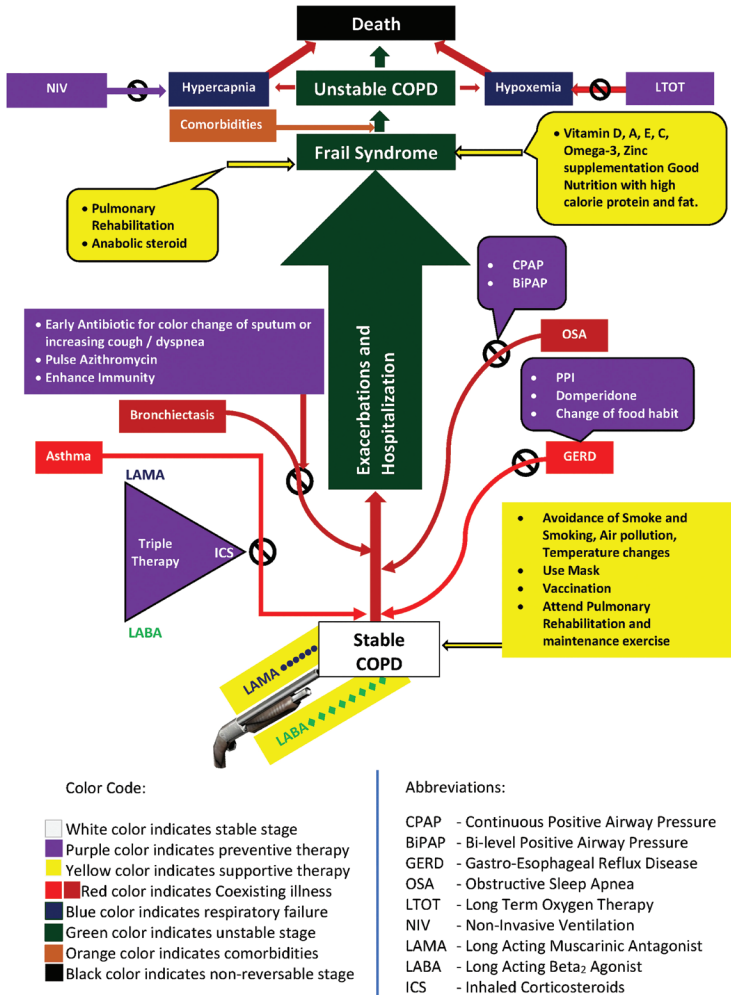 Death
NIV
Hypercapnia
Unstable COPD
Hypoxemia
LTOT
Comorbidities
Frail Syndrome
• Vitamin D, A, E, C,
Omega-3, Zinc
supplementation Good
Nutrition with high
calorie protein and fat.
• Pulmonary
Rehabilitation
• Anabolic steroid
• CPAP
• BiPAP
• Early Antibiotic for color change of sputum or
increasing cough / dyspnea
• Pulse Azithromycin
• Enhance Immunity
Exacerbations and
Hospitalization
OSA
• PPI
• Domperidone
• Change of food habit
Bronchiectasis
Asthma
GERD
LAMA
Triple
Therapy
ICS
LABA
• Avoidance of Smoke and
Smoking, Air pollution,
Temperature changes
• Use Mask
• Vaccination
• Attend Pulmonary
Rehabilitation and
maintenance exercise
Stable
COPD
LAMA
LABA
Color Code:
White color indicates stable stage
Purple color indicates preventive therapy
Yellow color indicates supportive therapy
Red color indicates Coexisting illness
Blue color indicates respiratory failure
Green color indicates unstable stage
Orange color indicates comorbidities
Black color indicates non-reversable stage
Abbreviations:
CPAP - Continuous Positive Airway Pressure
BiPAP - Bi-level Positive Airway Pressure
GERD - Gastro-Esophageal Reflux Disease
OSA - Obstructive Sleep Apnea
LTOT - Long Term Oxygen Therapy
NIV - Non-Invasive Ventilation
LAMA - Long Acting Muscarinic Antagonist
LABA - Long Acting Beta₂ Agonist
ICS - Inhaled Corticosteroids